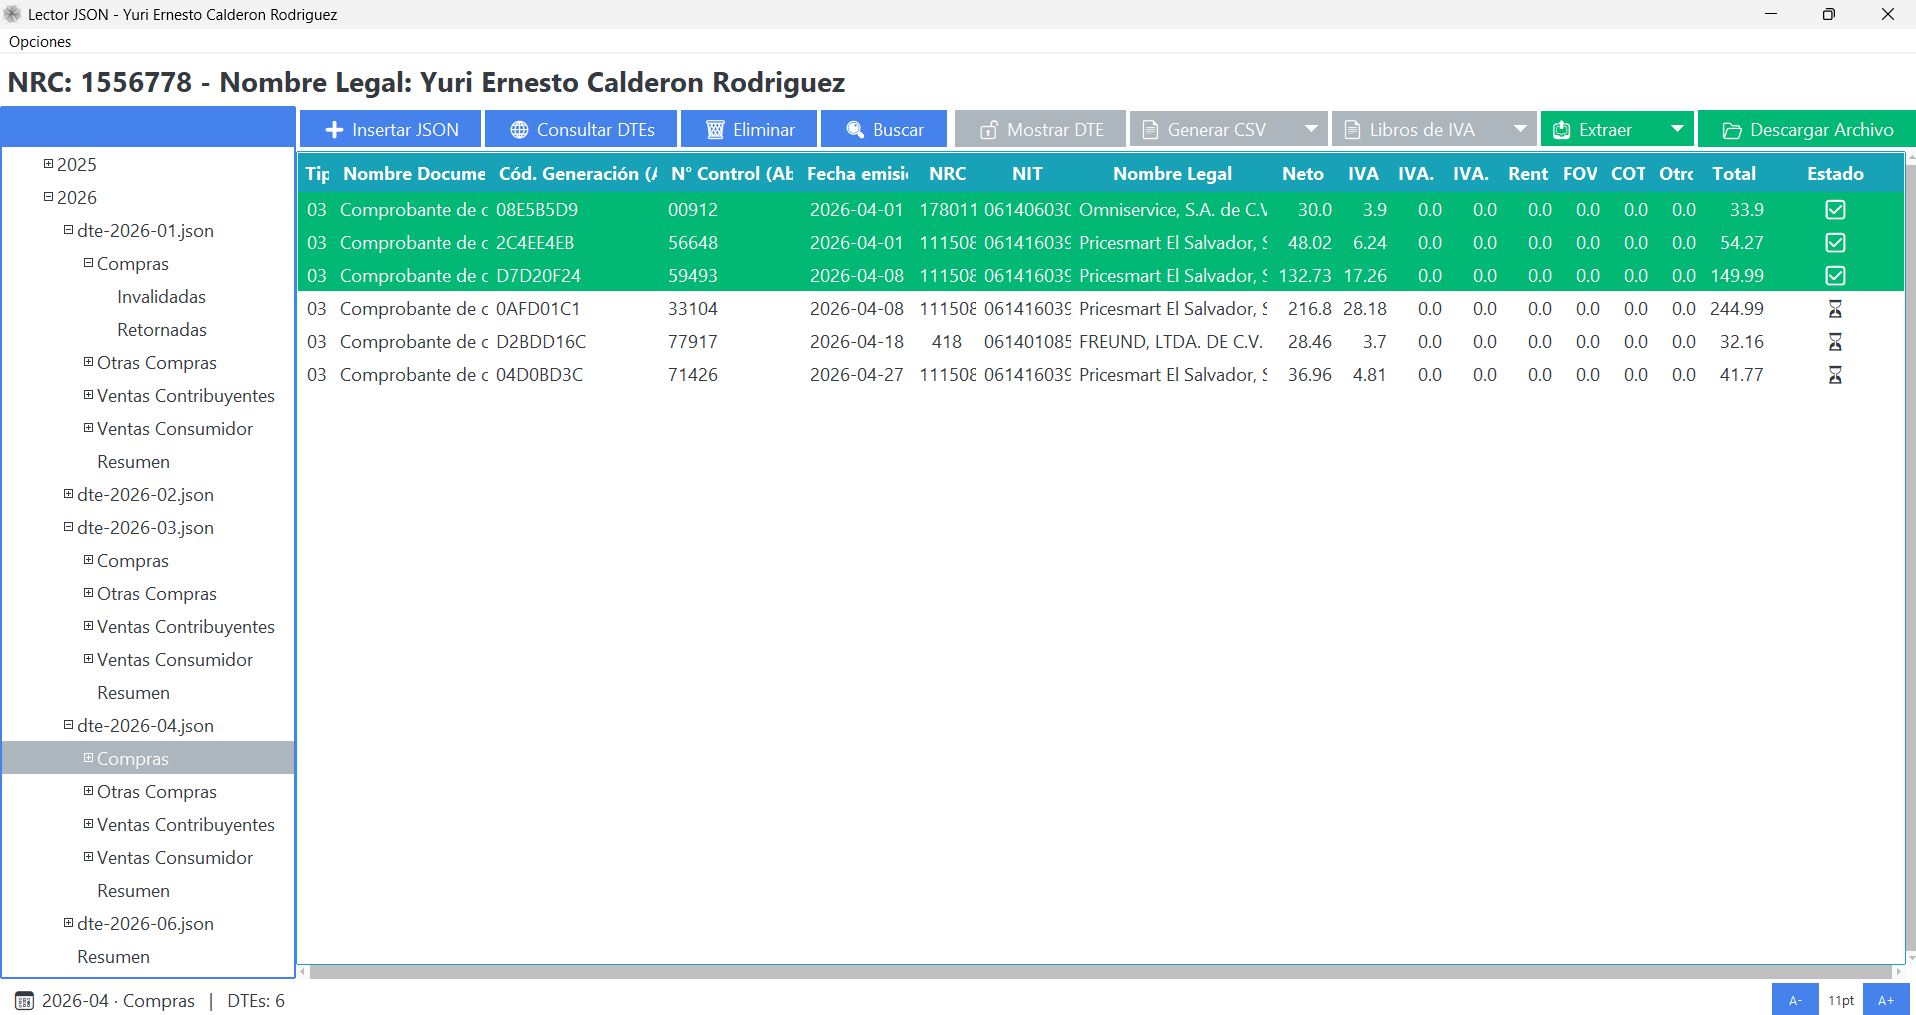 Lector JSON - Yuri Ernesto Calderon Rodriguez
Opciones
NRC: 1556778 - Nombre Legal: Yuri Ernesto Calderon Rodriguez
Insertar JSON Consultar DTEs Eliminar Buscar Mostrar DTE Generar CSV Libros de IVA Extraer Descargar Archivo
2025
2026
dte-2026-01.json
Compras
Invalidadas
Retornadas
Otras Compras
Ventas Contribuyentes
Ventas Consumidor
Resumen
dte-2026-02.json
dte-2026-03.json
Compras
Otras Compras
Ventas Contribuyentes
Ventas Consumidor
Resumen
dte-2026-04.json
Compras
Otras Compras
Ventas Contribuyentes
Ventas Consumidor
Resumen
dte-2026-06.json
Resumen
Tip Nombre Docume Cód. Generación (A N° Control (Ab Fecha emisi NRC NIT Nombre Legal Neto IVA IVA. IVA. Rent FOV COT Otro Total Estado
03 Comprobante de c 08E5B5D9 00912 2026-04-01 178011 061406030 Omniservice, S.A. de C.V 30.0 3.9 0.0 0.0 0.0 0.0 0.0 0.0 33.9
03 Comprobante de c 2C4EE4EB 56648 2026-04-01 111508 061416039 Pricesmart El Salvador, S 48.02 6.24 0.0 0.0 0.0 0.0 0.0 0.0 54.27
03 Comprobante de c D7D20F24 59493 2026-04-08 111508 061416039 Pricesmart El Salvador, S 132.73 17.26 0.0 0.0 0.0 0.0 0.0 0.0 149.99
03 Comprobante de c 0AFD01C1 33104 2026-04-08 111508 061416039 Pricesmart El Salvador, S 216.8 28.18 0.0 0.0 0.0 0.0 0.0 0.0 244.99
03 Comprobante de c D2BDD16C 77917 2026-04-18 418 061401085 FREUND, LTDA. DE C.V. 28.46 3.7 0.0 0.0 0.0 0.0 0.0 0.0 32.16
03 Comprobante de c 04D0BD3C 71426 2026-04-27 111508 061416039 Pricesmart El Salvador, S 36.96 4.81 0.0 0.0 0.0 0.0 0.0 0.0 41.77
2026-04 · Compras | DTEs: 6
A- 11pt A+